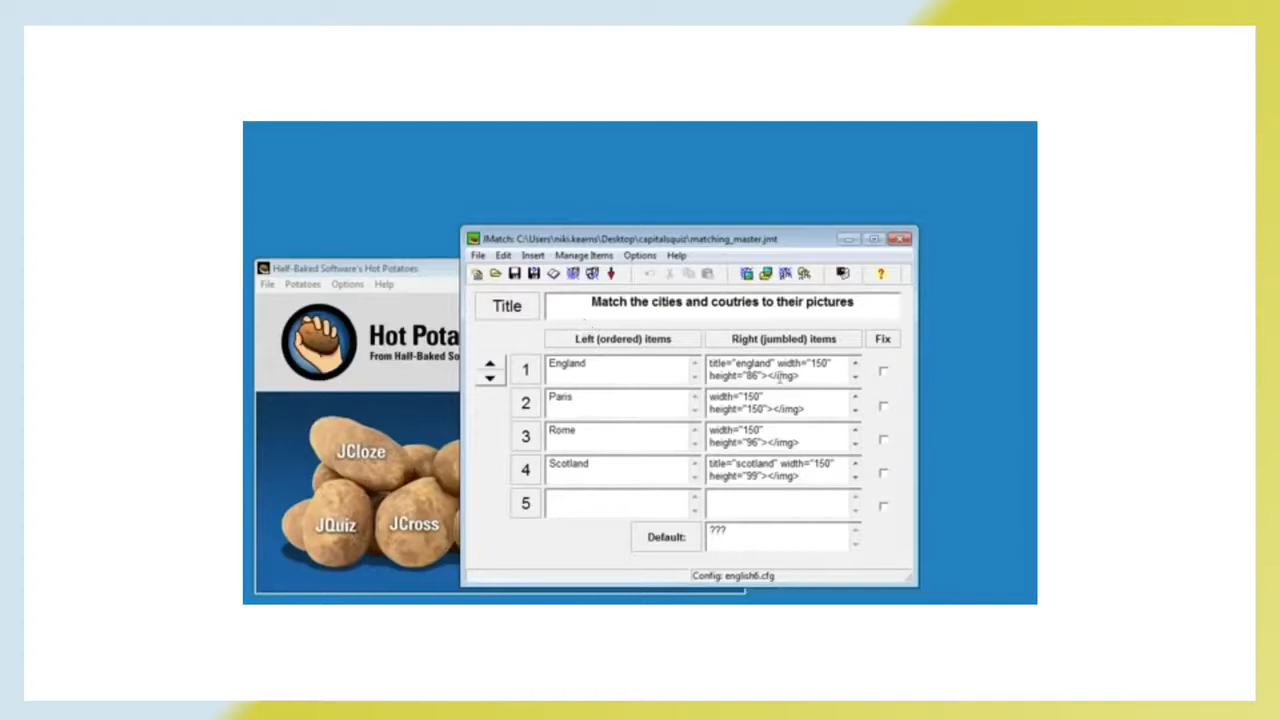 Half-Baked Software's Hot Potatoes
File Potatoes Options Help
Hot Pota
From Half-Baked So
JCloze
JQuiz
JCross
JMatch: C:\Users\niki.kearns\Desktop\capitalsquiz\matching_master.jmt
File Edit Insert Manage Items Options Help
Title
Match the cities and coutries to their pictures
Left (ordered) items Right (jumbled) items Fix
1 England title="england" width="150"
height="86"></img>
2 Paris width="150"
height="150"></img>
3 Rome width="150"
height="96"></img>
4 Scotland title="scotland" width="150"
height="99"></img>
5
Default: ???
Config: english6.cfg